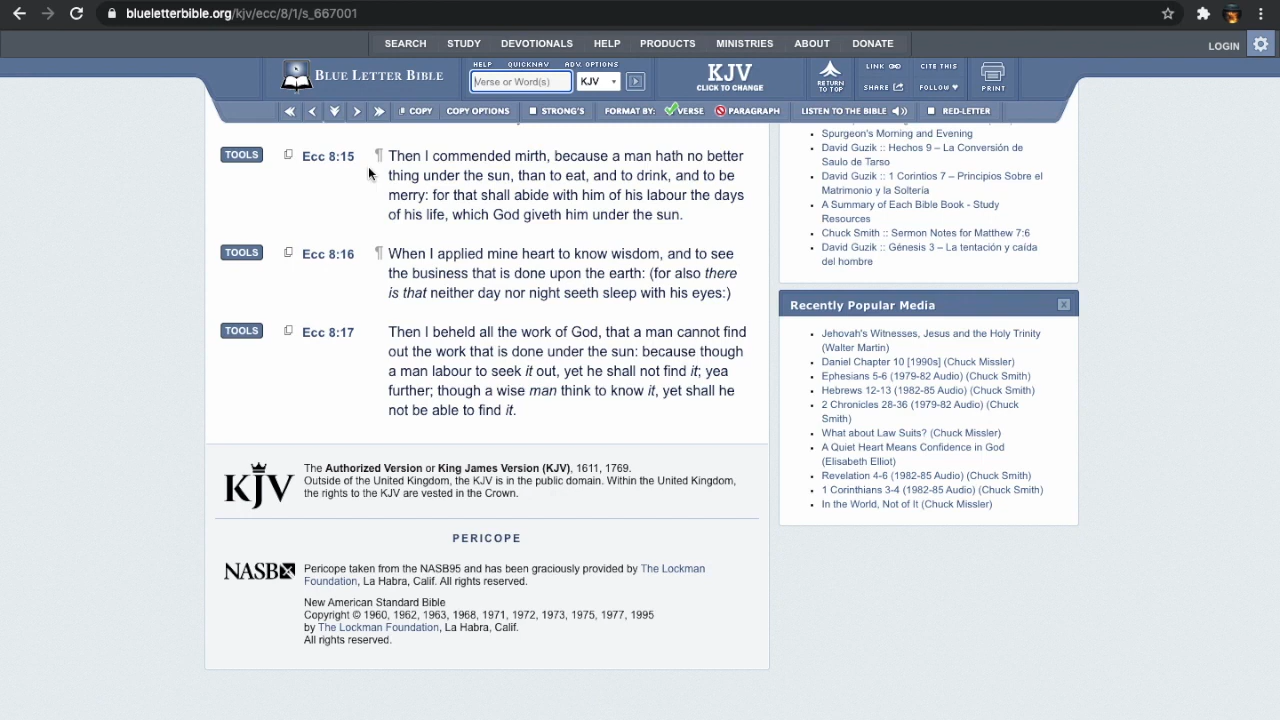 blueletterbible.org/kjv/ecc/8/1/s_667001
SEARCH STUDY DEVOTIONALS HELP PRODUCTS MINISTRIES ABOUT DONATE
LOGIN
BLUE LETTER BIBLE
HELP QUICKNAV ADV. OPTIONS
Verse or Word(s)
KJV
KJV
CLICK TO CHANGE
RETURN
TO TOP
LINK
CITE THIS
SHARE
FOLLOW
PRINT
COPY COPY OPTIONS STRONG'S FORMAT BY: VERSE PARAGRAPH LISTEN TO THE BIBLE RED-LETTER
TOOLS Ecc 8:15 ¶ Then I commended mirth, because a man hath no better
thing under the sun, than to eat, and to drink, and to be
merry: for that shall abide with him of his labour the days
of his life, which God giveth him under the sun.
TOOLS Ecc 8:16 ¶ When I applied mine heart to know wisdom, and to see
the business that is done upon the earth: (for also there
is that neither day nor night seeth sleep with his eyes:)
TOOLS Ecc 8:17 Then I beheld all the work of God, that a man cannot find
out the work that is done under the sun: because though
a man labour to seek it out, yet he shall not find it; yea
further; though a wise man think to know it, yet shall he
not be able to find it.
KJV
The Authorized Version or King James Version (KJV), 1611, 1769.
Outside of the United Kingdom, the KJV is in the public domain. Within the United Kingdom,
the rights to the KJV are vested in the Crown.
PERICOPE
NASB
Pericope taken from the NASB95 and has been graciously provided by The Lockman
Foundation, La Habra, Calif. All rights reserved.
New American Standard Bible
Copyright © 1960, 1962, 1963, 1968, 1971, 1972, 1973, 1975, 1977, 1995
by The Lockman Foundation, La Habra, Calif.
All rights reserved.
Spurgeon's Morning and Evening
David Guzik :: Hechos 9 – La Conversión de
Saulo de Tarso
David Guzik :: 1 Corintios 7 – Principios Sobre el
Matrimonio y la Soltería
A Summary of Each Bible Book - Study
Resources
Chuck Smith :: Sermon Notes for Matthew 7:6
David Guzik :: Génesis 3 – La tentación y caída
del hombre
Recently Popular Media
Jehovah's Witnesses, Jesus and the Holy Trinity
(Walter Martin)
Daniel Chapter 10 [1990s] (Chuck Missler)
Ephesians 5-6 (1979-82 Audio) (Chuck Smith)
Hebrews 12-13 (1982-85 Audio) (Chuck Smith)
2 Chronicles 28-36 (1979-82 Audio) (Chuck
Smith)
What about Law Suits? (Chuck Missler)
A Quiet Heart Means Confidence in God
(Elisabeth Elliot)
Revelation 4-6 (1982-85 Audio) (Chuck Smith)
1 Corinthians 3-4 (1982-85 Audio) (Chuck Smith)
In the World, Not of It (Chuck Missler)